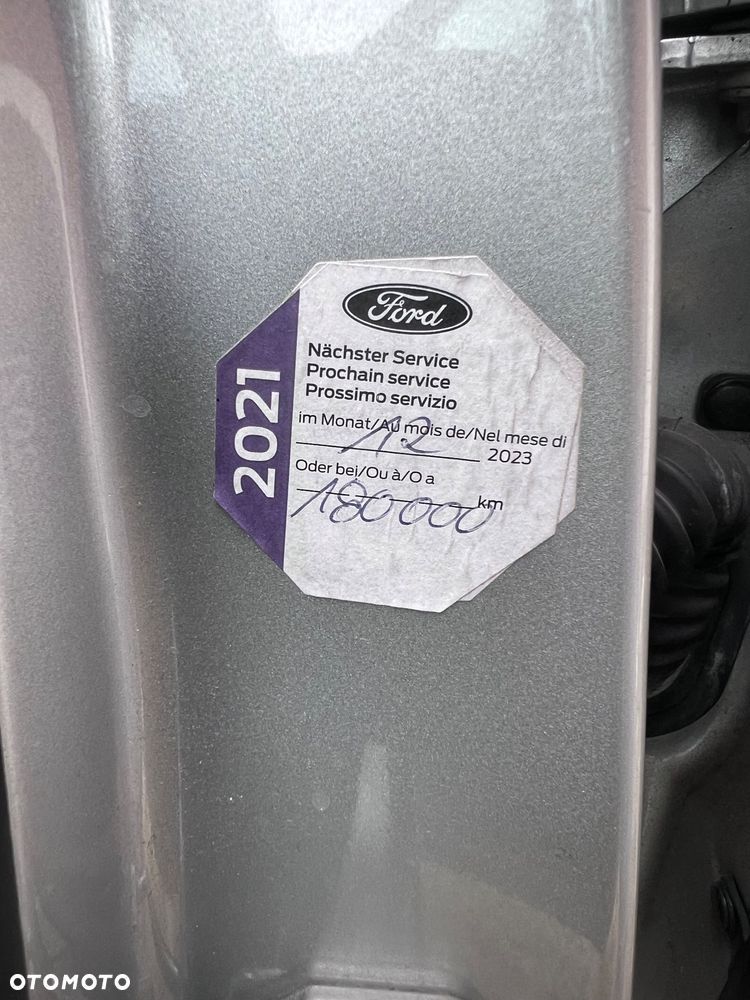 Ford
2021
Nächster Service
Prochain service
Prossimo servizio
im Monat/Au mois de/Nel mese di
12 2023
Oder bei/Ou à/O a
180000 km
OTOMOTO